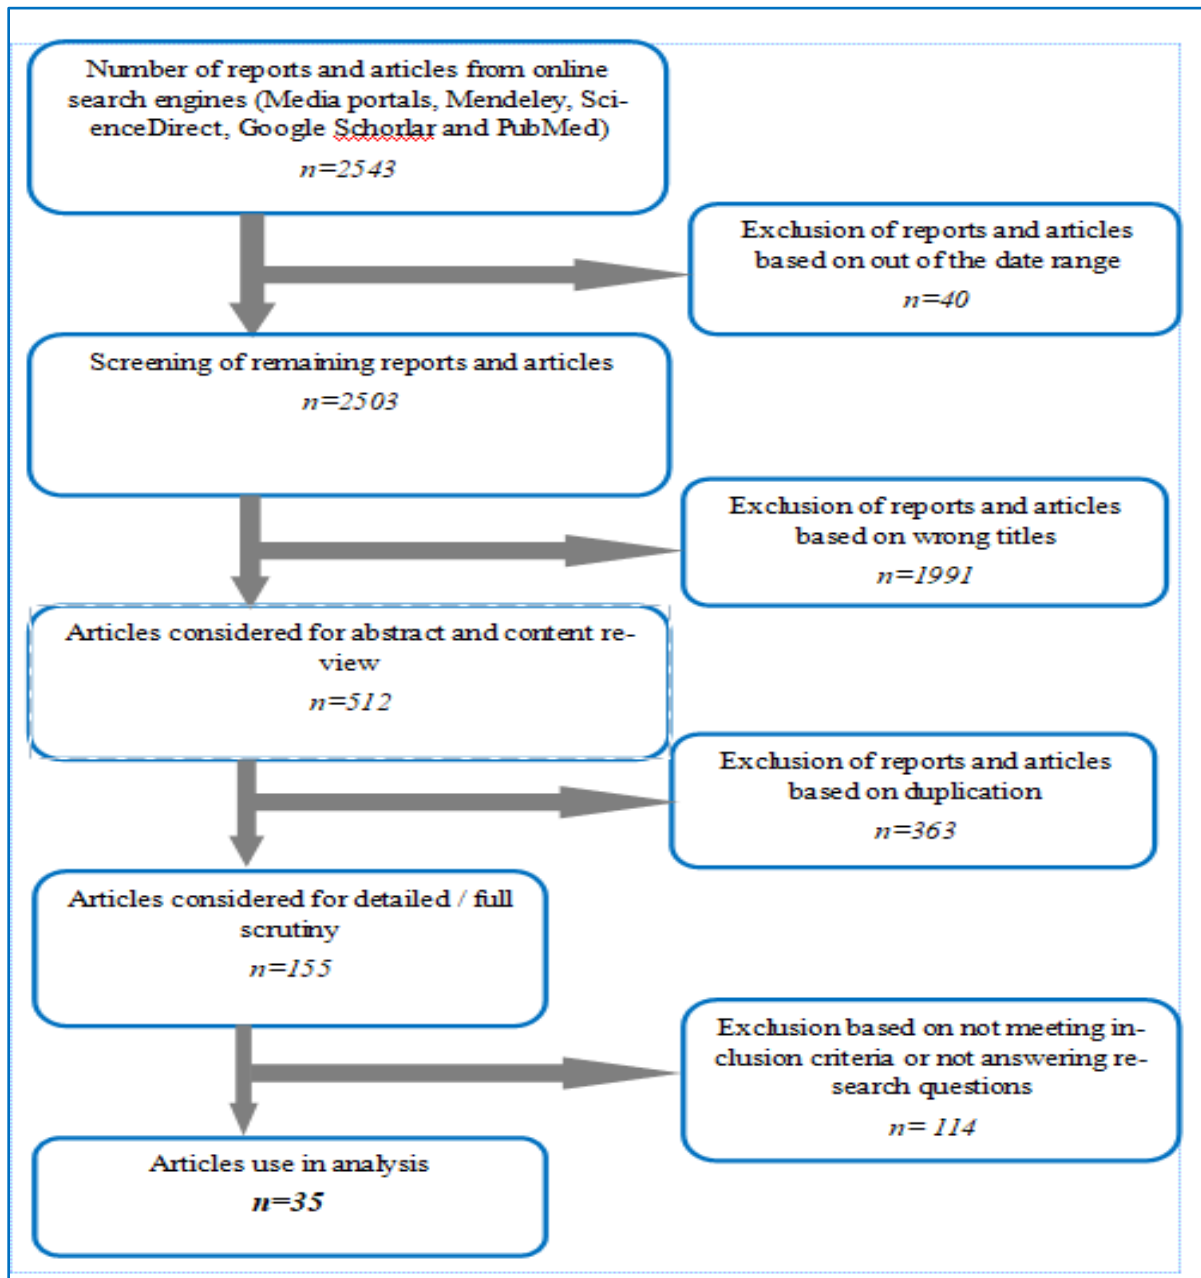 Number of reports and articles from online
search engines (Media portals, Mendeley, Sci-
enceDirect, Google Schorlar and PubMed)
n=2543
Exclusion of reports and articles
based on out of the date range
n=40
Screening of remaining reports and articles
n=2503
Exclusion of reports and articles
based on wrong titles
n=1991
Articles considered for abstract and content re-
view
n=512
Exclusion of reports and articles
based on duplication
n=363
Articles considered for detailed / full
scrutiny
n=155
Exclusion based on not meeting in-
clusion criteria or not answering re-
search questions
n= 114
Articles use in analysis
n=35